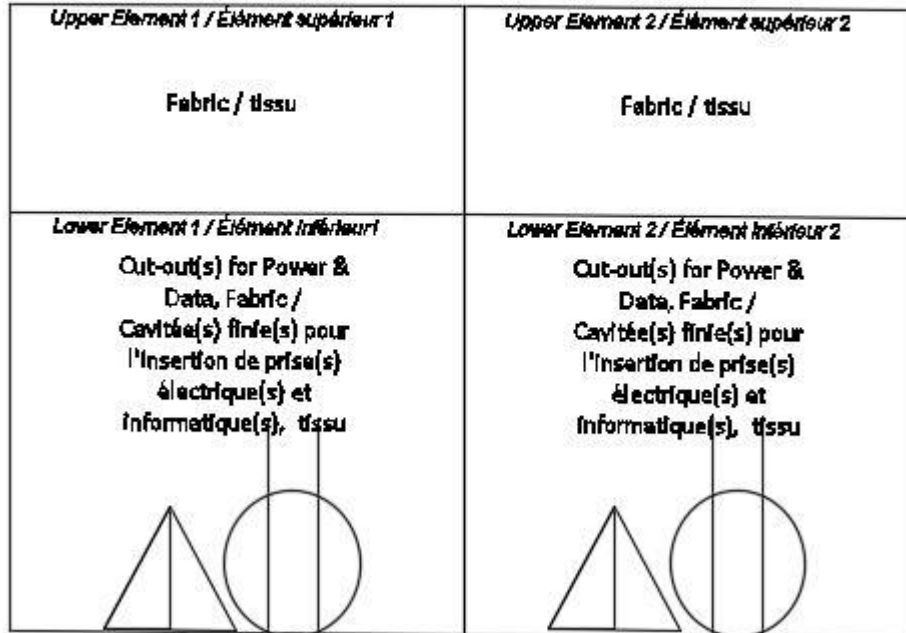 Upper Element 1 / Élément supérieur 1
Fabric / tissu
Upper Element 2 / Élément supérieur 2
Fabric / tissu
Lower Element 1 / Élément inférieur1
Cut-out(s) for Power &
Data, Fabric /
Cavitée(s) finie(s) pour
l'insertion de prise(s)
électrique(s) et
informatique(s), tissu
Lower Element 2 / Élément inférieur 2
Cut-out(s) for Power &
Data, Fabric /
Cavitée(s) finie(s) pour
l'insertion de prise(s)
électrique(s) et
informatique(s), tissu